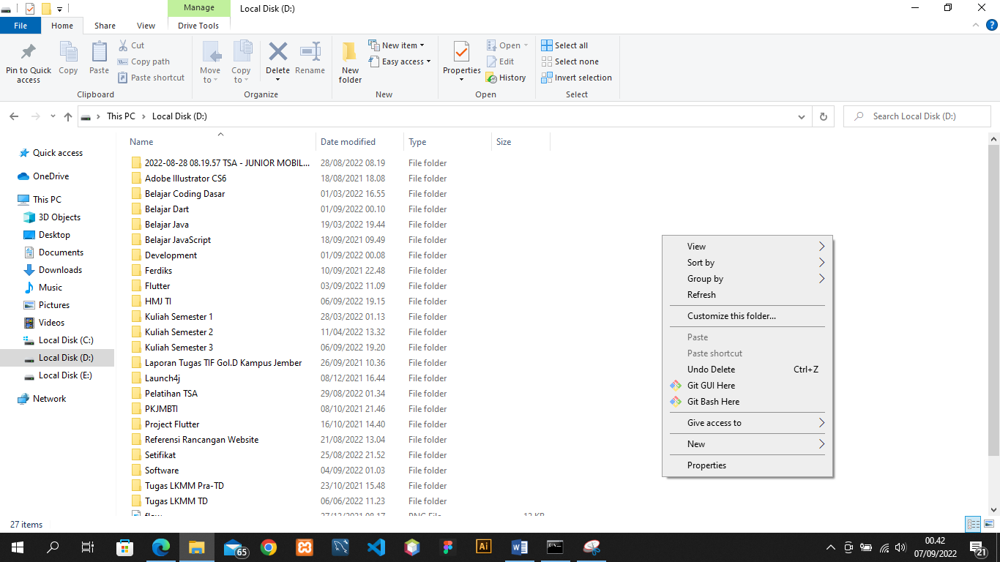 Manage
Local Disk (D:)
File
Home
Share
View
Drive Tools
Pin to Quick access
Copy
Paste
Cut
Copy path
Paste shortcut
Clipboard
Move to
Copy to
Delete
Rename
Organize
New folder
New item
Easy access
New
Properties
Open
Edit
History
Open
Select all
Select none
Invert selection
Select
This PC > Local Disk (D:)
Search Local Disk (D:)
Quick access
OneDrive
This PC
3D Objects
Desktop
Documents
Downloads
Music
Pictures
Videos
Local Disk (C:)
Local Disk (D:)
Local Disk (E:)
Network
Name Date modified Type Size
2022-08-28 08.19.57 TSA - JUNIOR MOBIL... 28/08/2022 08.19 File folder
Adobe Illustrator CS6 18/08/2021 18.08 File folder
Belajar Coding Dasar 01/03/2022 16.55 File folder
Belajar Dart 01/09/2022 00.10 File folder
Belajar Java 19/03/2022 19.44 File folder
Belajar JavaScript 18/09/2021 09.49 File folder
Development 01/09/2022 00.08 File folder
Ferdiks 10/09/2021 22.48 File folder
Flutter 03/09/2022 11.09 File folder
HMJ TI 06/09/2022 19.15 File folder
Kuliah Semester 1 28/03/2022 01.13 File folder
Kuliah Semester 2 11/04/2022 13.32 File folder
Kuliah Semester 3 06/09/2022 19.20 File folder
Laporan Tugas TIF Gol.D Kampus Jember 26/09/2021 10.36 File folder
Launch4j 08/12/2021 16.44 File folder
Pelatihan TSA 29/08/2022 01.34 File folder
PKJMBTI 08/10/2021 21.46 File folder
Project Flutter 16/10/2021 14.40 File folder
Referensi Rancangan Website 21/08/2022 13.04 File folder
Setifikat 25/08/2022 21.52 File folder
Software 04/09/2022 01.03 File folder
Tugas LKMM Pra-TD 23/10/2021 15.48 File folder
Tugas LKMM TD 06/06/2022 11.23 File folder
View
Sort by
Group by
Refresh
Customize this folder...
Paste
Paste shortcut
Undo Delete Ctrl+Z
Git GUI Here
Git Bash Here
Give access to
New
Properties
27 items
65
Ai
00.42
07/09/2022
21